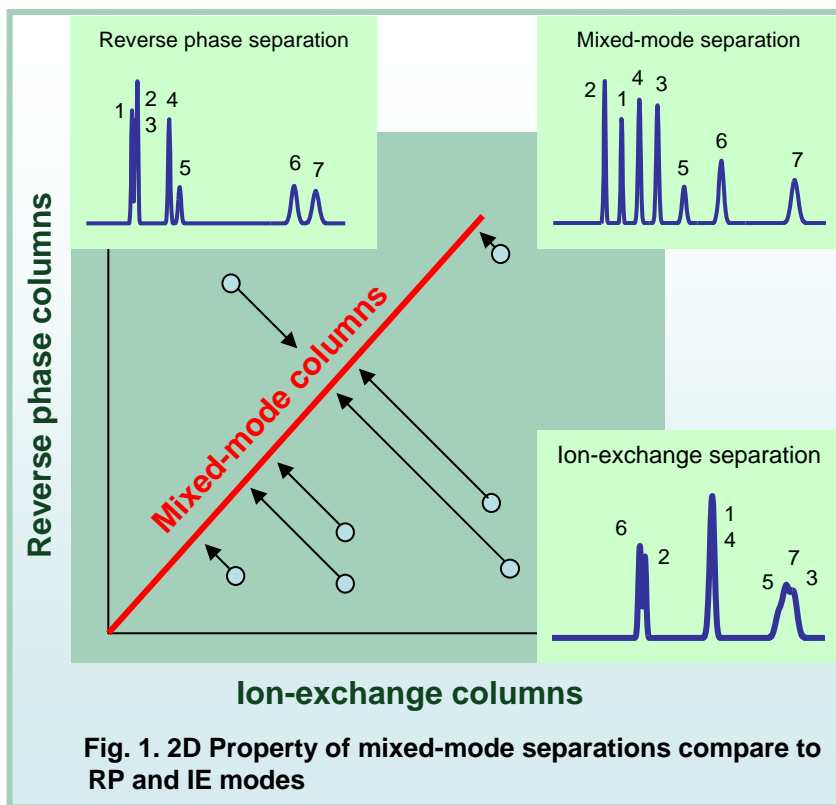 Reverse phase separation
1
2
3
4
5
6
7
Mixed-mode separation
2
1
4
3
5
6
7
Reverse phase columns
Mixed-mode columns
Ion-exchange separation
6
2
1
4
5
7
3
Ion-exchange columns
Fig. 1. 2D Property of mixed-mode separations compare to
RP and IE modes